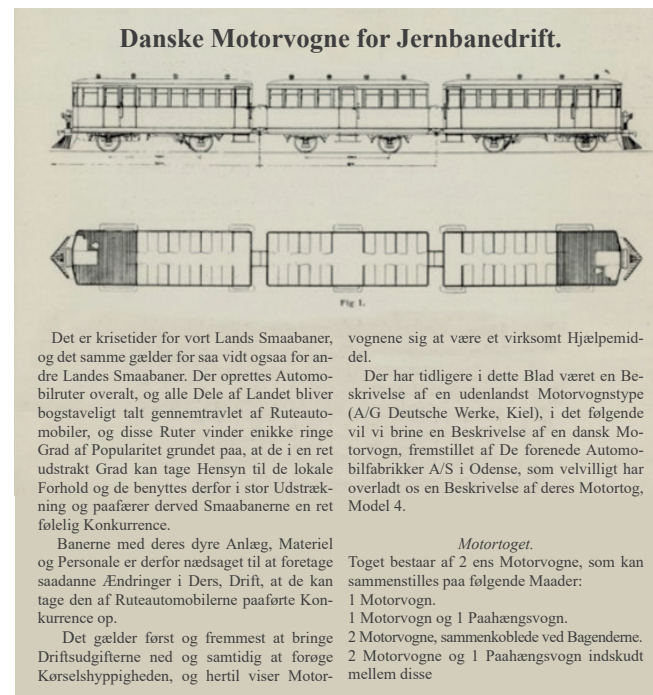 Danske Motorvogne for Jernbanedrift.
Fig 1.
Det er krisetider for vort Lands Smaabaner,
og det samme gælder for saa vidt ogsaa for an-
dre Landes Smaabaner. Der oprettes Automo-
bilruter overalt, og alle Dele af Landet bliver
bogstaveligt talt gennemtravlet af Ruteauto-
mobiler, og disse Ruter vinder enikke ringe
Grad af Popularitet grundet paa, at de i en ret
udstrakt Grad kan tage Hensyn til de lokale
Forhold og de benyttes derfor i stor Udstræk-
ning og paafærer derved Smaabanerne en ret
følelig Konkurrence.
Banerne med deres dyre Anlæg, Materiel
og Personale er derfor nædsaget til at foretage
saadanne Ændringer i Ders, Drift, at de kan
tage den af Ruteautomobilerne paaførte Kon-
kurrence op.
Det gælder først og fremmest at bringe
Driftsudgifterne ned og samtidig at forøge
Kørselshyppigheden, og hertil viser Motor-
vognene sig at være et virksomt Hjælpemid-
del.
Der har tidligere i dette Blad været en Be-
skrivelse af en udenlandst Motorvognstype
(A/G Deutsche Werke, Kiel), i det følgende
vil vi brine en Beskrivelse af en dansk Mo-
torvogn, fremstillet af De forenede Automo-
bilfabrikker A/S i Odense, som velvilligt har
overladt os en Beskrivelse af deres Motortog,
Model 4.
Motortoget.
Toget bestaar af 2 ens Motorvogne, som kan
sammenstilles paa følgende Maader:
1 Motorvogn.
1 Motorvogn og 1 Paahængsvogn.
2 Motorvogne, sammenkoblede ved Bagenderne.
2 Motorvogne og 1 Paahængsvogn indskudt
mellem disse